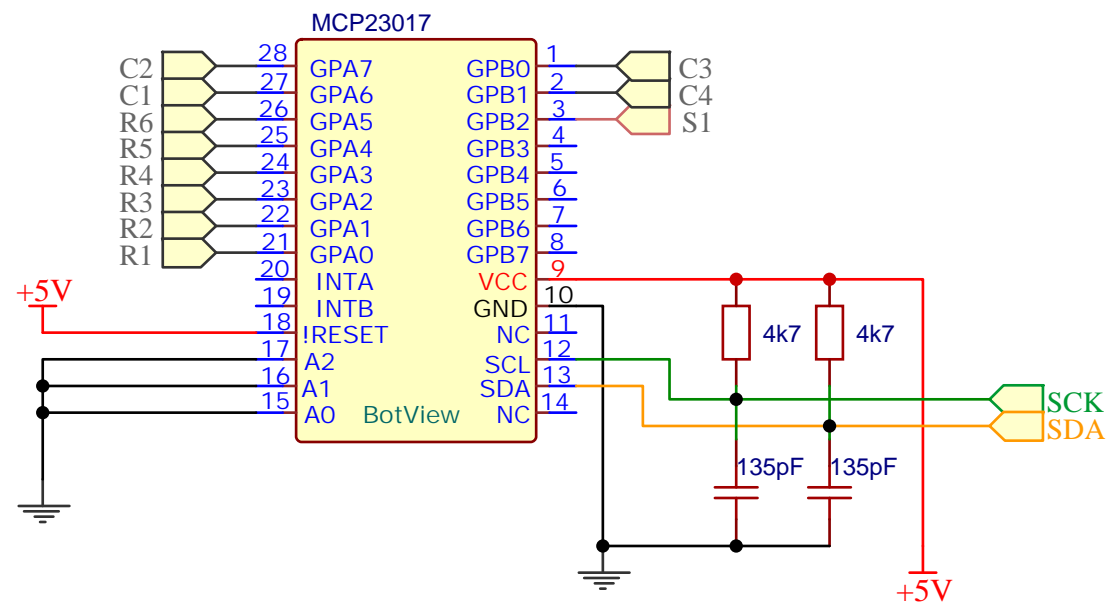 MCP23017
C2 28 GPA7 GPB0 1 C3
C1 27 GPA6 GPB1 2 C4
R6 26 GPA5 GPB2 3 S1
R5 25 GPA4 GPB3 4
R4 24 GPA3 GPB4 5
R3 23 GPA2 GPB5 6
R2 22 GPA1 GPB6 7
R1 21 GPA0 GPB7 8
20 INTA VCC 9
+5V 19 INTB GND 10
18 !RESET NC 11
4k7 4k7
17 A2 SCL 12
16 A1 SDA 13
15 A0 BotView NC 14
SCK
SDA
135pF 135pF
+5V